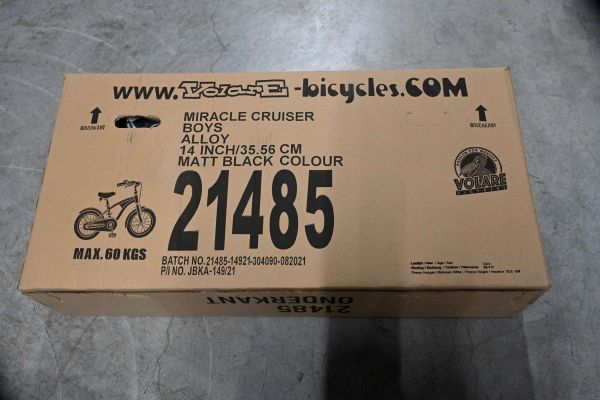 www.VolarE-bicycles.COM
BOVENKANT
BOVENKANT
MIRACLE CRUISER
BOYS
ALLOY
14 INCH/35.56 CM
MATT BLACK COLOUR
21485
MAX. 60 KGS
BATCH NO.21485-14921-304090-082021
P/I NO. JBKA-149/21
VOLARE
BICYCLES
21485
ONDERKANT